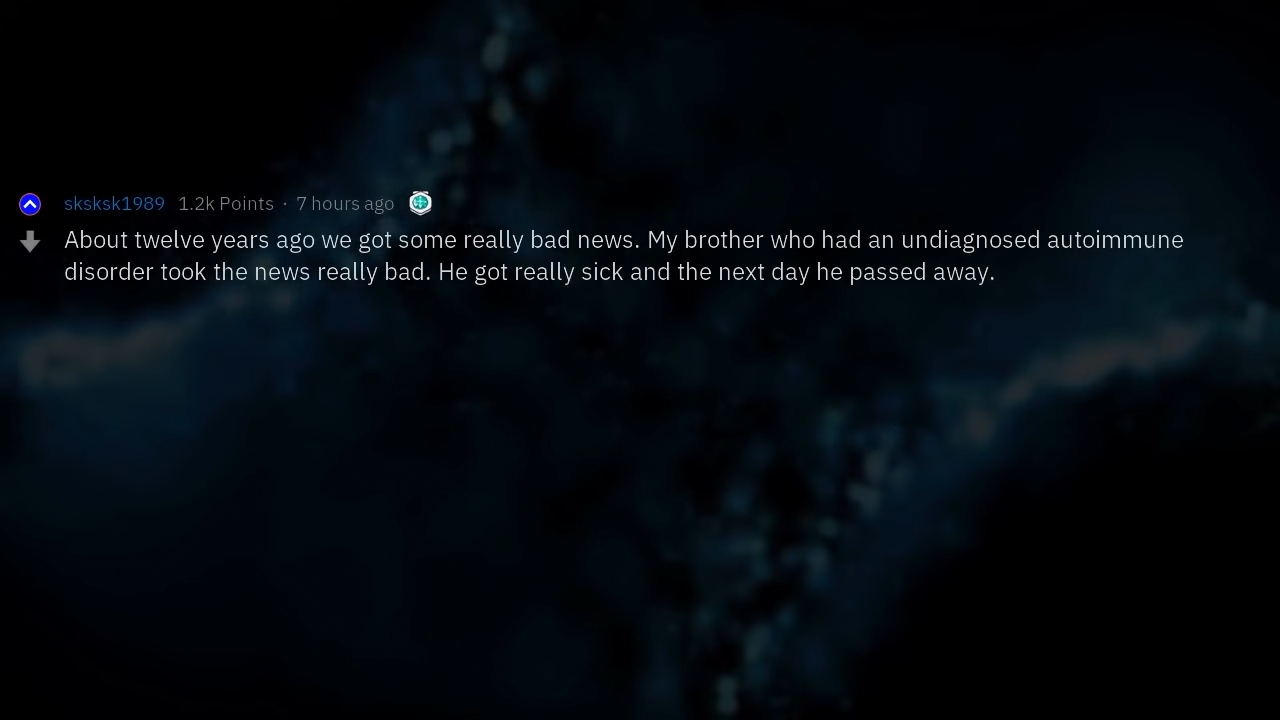 sksksk1989 1.2k Points · 7 hours ago
About twelve years ago we got some really bad news. My brother who had an undiagnosed autoimmune
disorder took the news really bad. He got really sick and the next day he passed away.